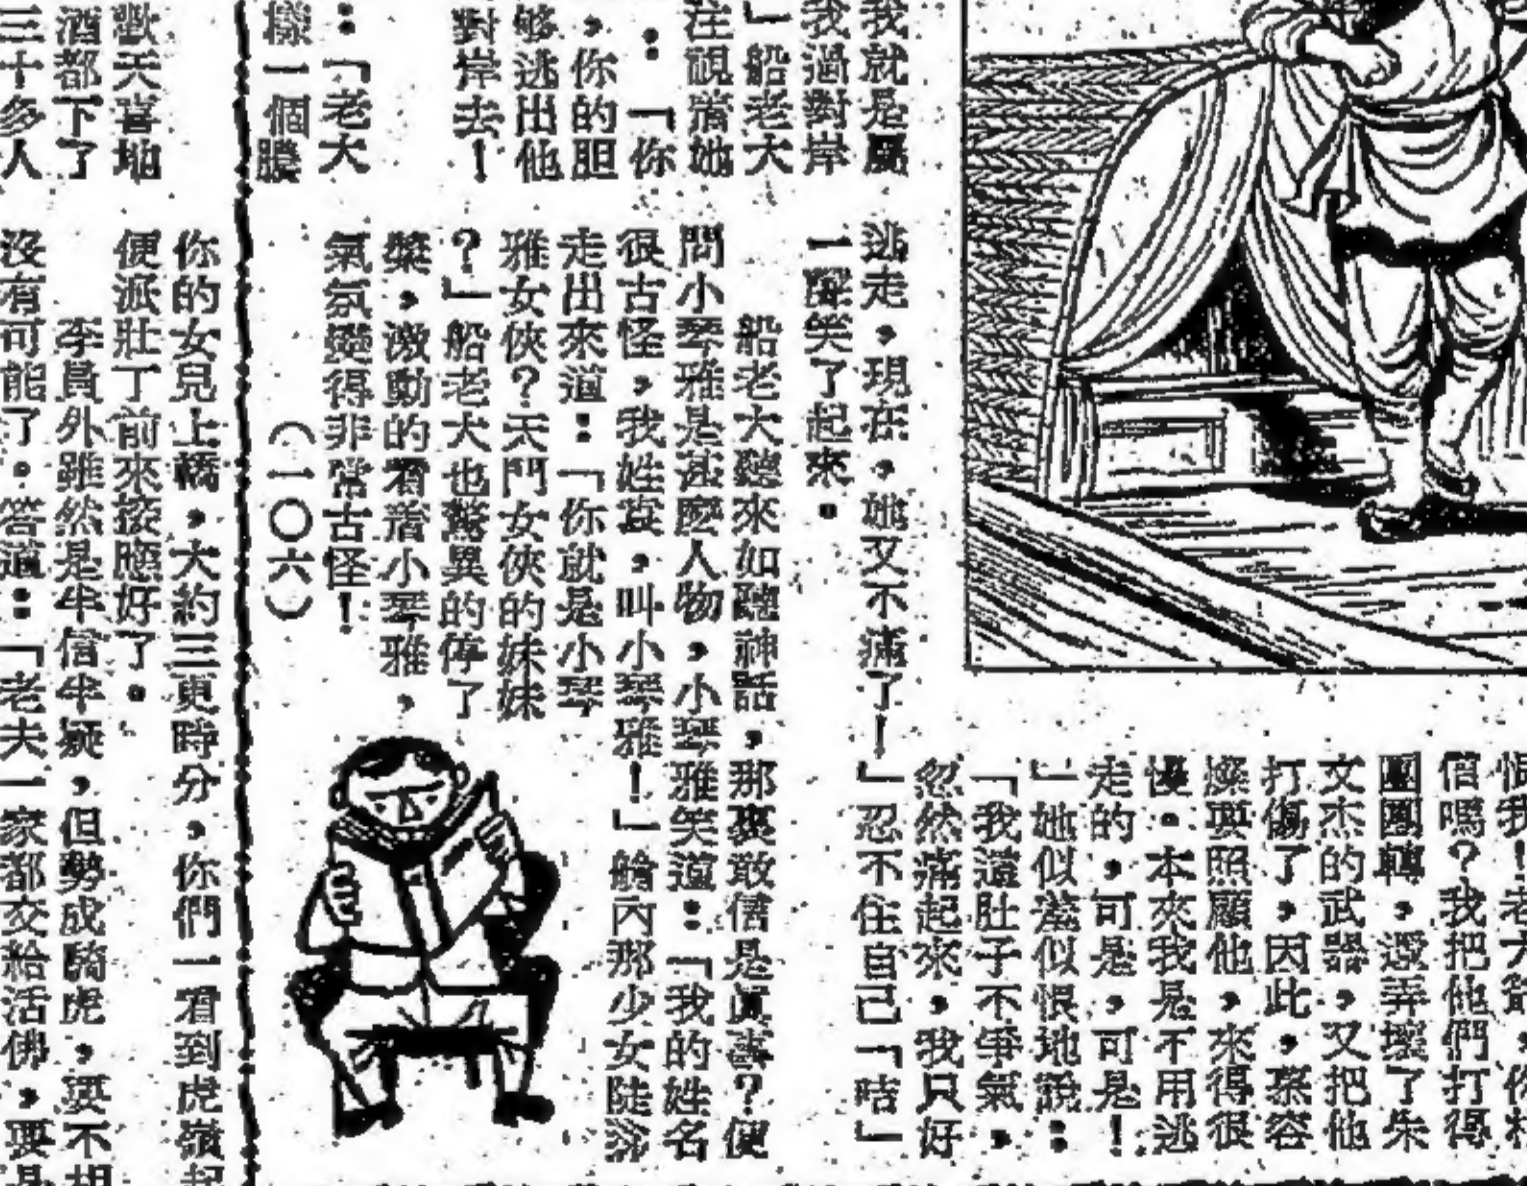 我就是屬
我過對岸
」船老大
注視着她
：「你
，你的胆
够逃出他
對岸去！
：「老大
樣一個騰
恨我！老大爺，你相
信嗎？我把他們打得
團團轉，還弄壞了朱
文杰的武器，又把他
打傷了，因此，慕容
燦要照顧他，來得很
慢。本來我是不用逃
走的，可是，可是！
」她似羞似恨地說：
「我這肚子不爭氣，
忽然痛起來，我只好
逃走，現在，她又不痛了！」忍不住自己「咭」
一聲笑了起來。
船老大聽來如聽神話，那裏敢信是眞事？便
問小琴雅是甚麼人物，小琴雅笑道：「我的姓名
很古怪，我姓袁，叫小琴雅！」艙內那少女陡然
走出來道：「你就是小琴
雅女俠？天門女俠的妹妹
？」船老大也驚異的停了
槳，激動的看着小琴雅，
氣氛變得非常古怪！
（一〇六）
歡天喜地
酒都下了
三十多人
你的女兒上轎，大約三更時分，你們一看到虎嶺起
便派壯丁前來接應好了。
李員外雖然是半信半疑，但勢成騎虎，要不相
沒有可能了。答道：「老夫一家都交給活佛，要是